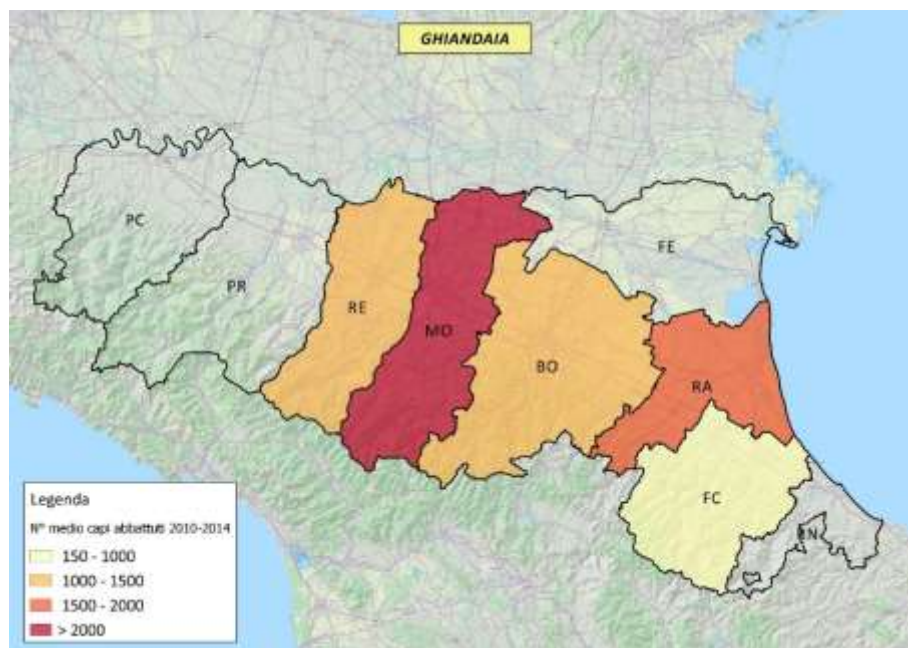 GHIANDAIA
PC
PR
RE
MO
BO
FE
RA
FC
RN
Legenda
N° medio capi abbattuti 2010-2014
150 - 1000
1000 - 1500
1500 - 2000
> 2000